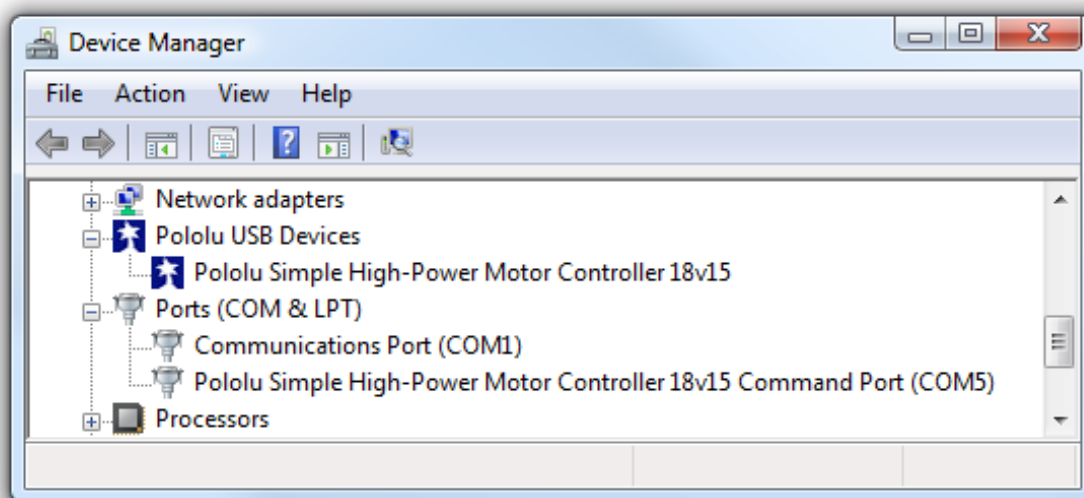 Device Manager
File Action View Help
Network adapters
Pololu USB Devices
Pololu Simple High-Power Motor Controller 18v15
Ports (COM & LPT)
Communications Port (COM1)
Pololu Simple High-Power Motor Controller 18v15 Command Port (COM5)
Processors